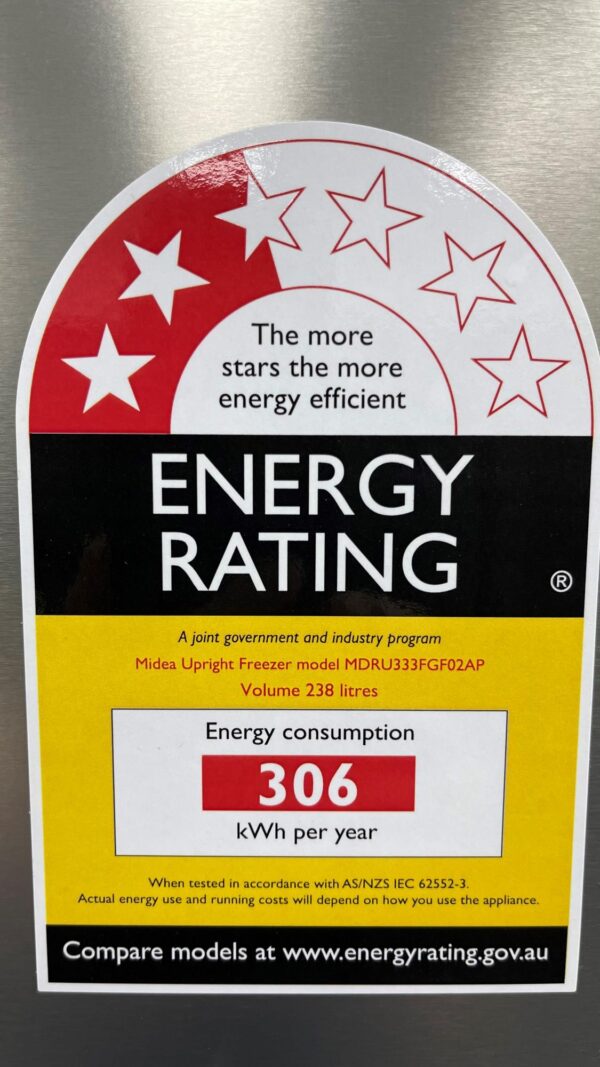 The more
stars the more
energy efficient
ENERGY
RATING
®
A joint government and industry program
Midea Upright Freezer model MDRU333FGF02AP
Volume 238 litres
Energy consumption
306
kWh per year
When tested in accordance with AS/NZS IEC 62552-3.
Actual energy use and running costs will depend on how you use the appliance.
Compare models at www.energyrating.gov.au